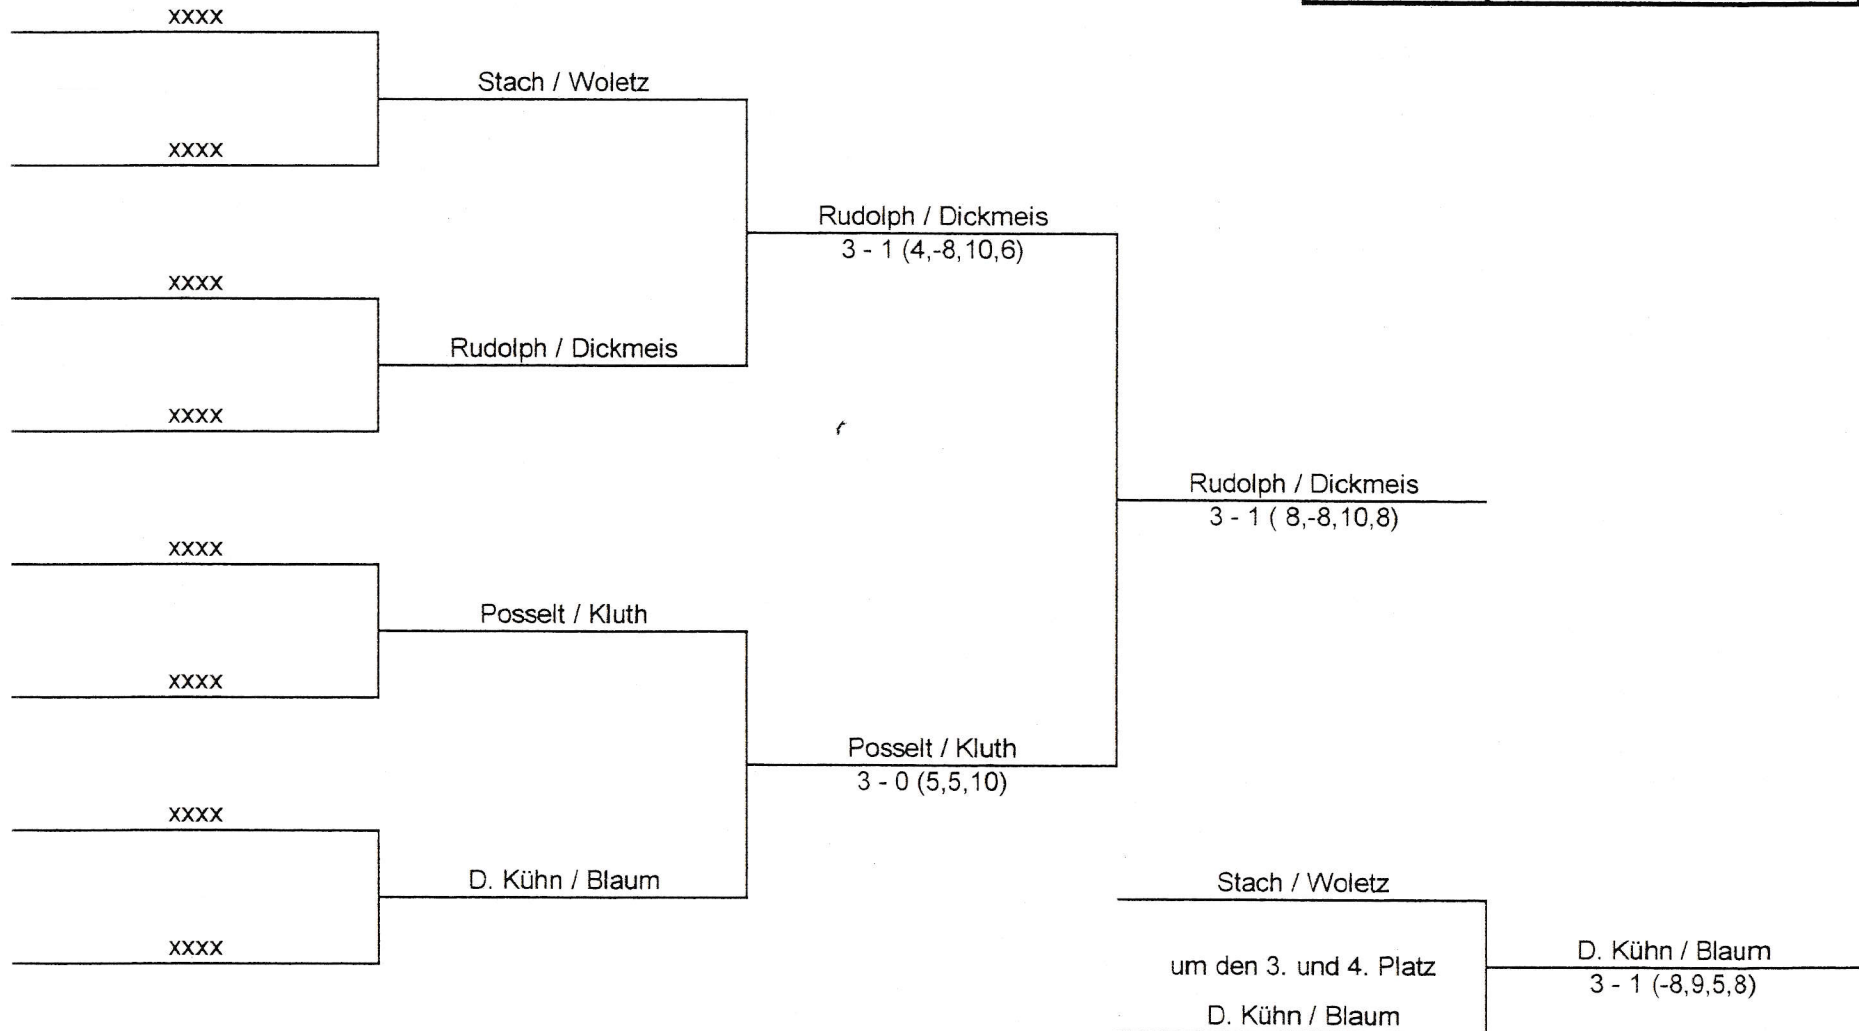 xxxx
Stach / Woletz
xxxx
Rudolph / Dickmeis
3 - 1 (4,-8,10,6)
xxxx
Rudolph / Dickmeis
xxxx
Rudolph / Dickmeis
3 - 1 ( 8,-8,10,8)
xxxx
Posselt / Kluth
xxxx
Posselt / Kluth
3 - 0 (5,5,10)
xxxx
D. Kühn / Blaum
xxxx
Stach / Woletz
um den 3. und 4. Platz
D. Kühn / Blaum
3 - 1 (-8,9,5,8)
D. Kühn / Blaum